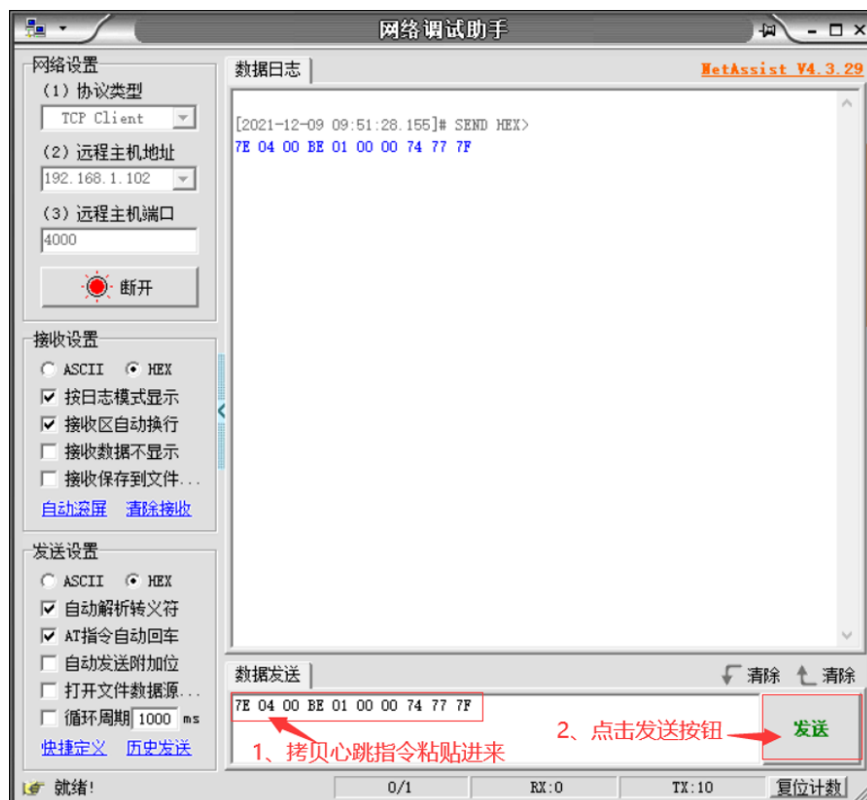 网络调试助手
网络设置
(1) 协议类型
TCP Client
(2) 远程主机地址
192.168.1.102
(3) 远程主机端口
4000
断开
接收设置
ASCII HEX
按日志模式显示
接收区自动换行
接收数据不显示
接收保存到文件...
自动滚屏 清除接收
发送设置
ASCII HEX
自动解析转义符
AT指令自动回车
自动发送附加位
打开文件数据源...
循环周期 1000 ms
快捷定义 历史发送
数据日志 NetAssist V4.3.29
[2021-12-09 09:51:28.155]# SEND HEX>
7E 04 00 BE 01 00 00 74 77 7F
数据发送 清除 清除
7E 04 00 BE 01 00 00 74 77 7F
1、拷贝心跳指令粘贴进来
2、点击发送按钮
发送
就绪! 0/1 RX:0 TX:10 复位计数